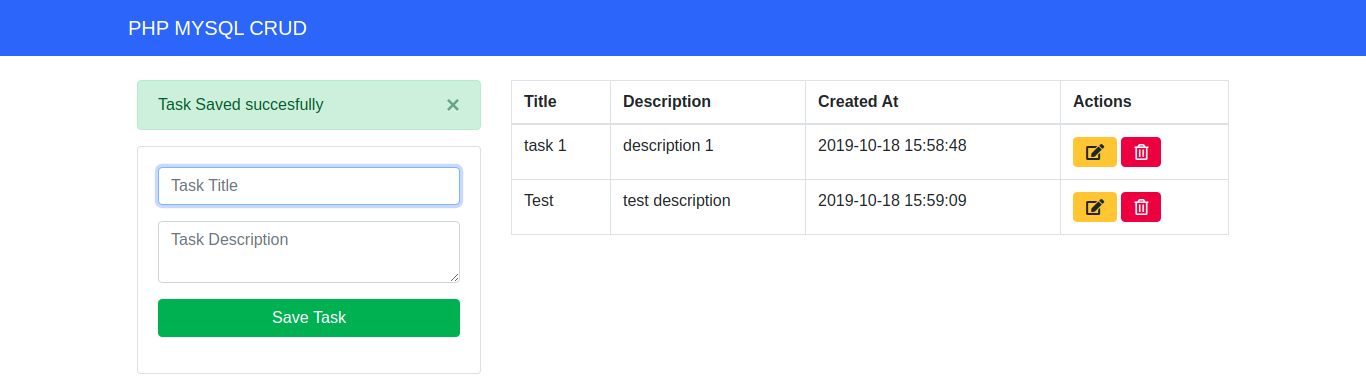 PHP MYSQL CRUD
Task Saved succesfully ×
Task Title
Task Description
Save Task
Title Description Created At Actions
task 1 description 1 2019-10-18 15:58:48
Test test description 2019-10-18 15:59:09